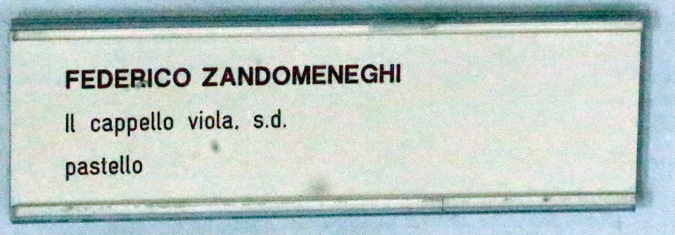 FEDERICO ZANDOMENEGHI
Il cappello viola, s.d.
pastello